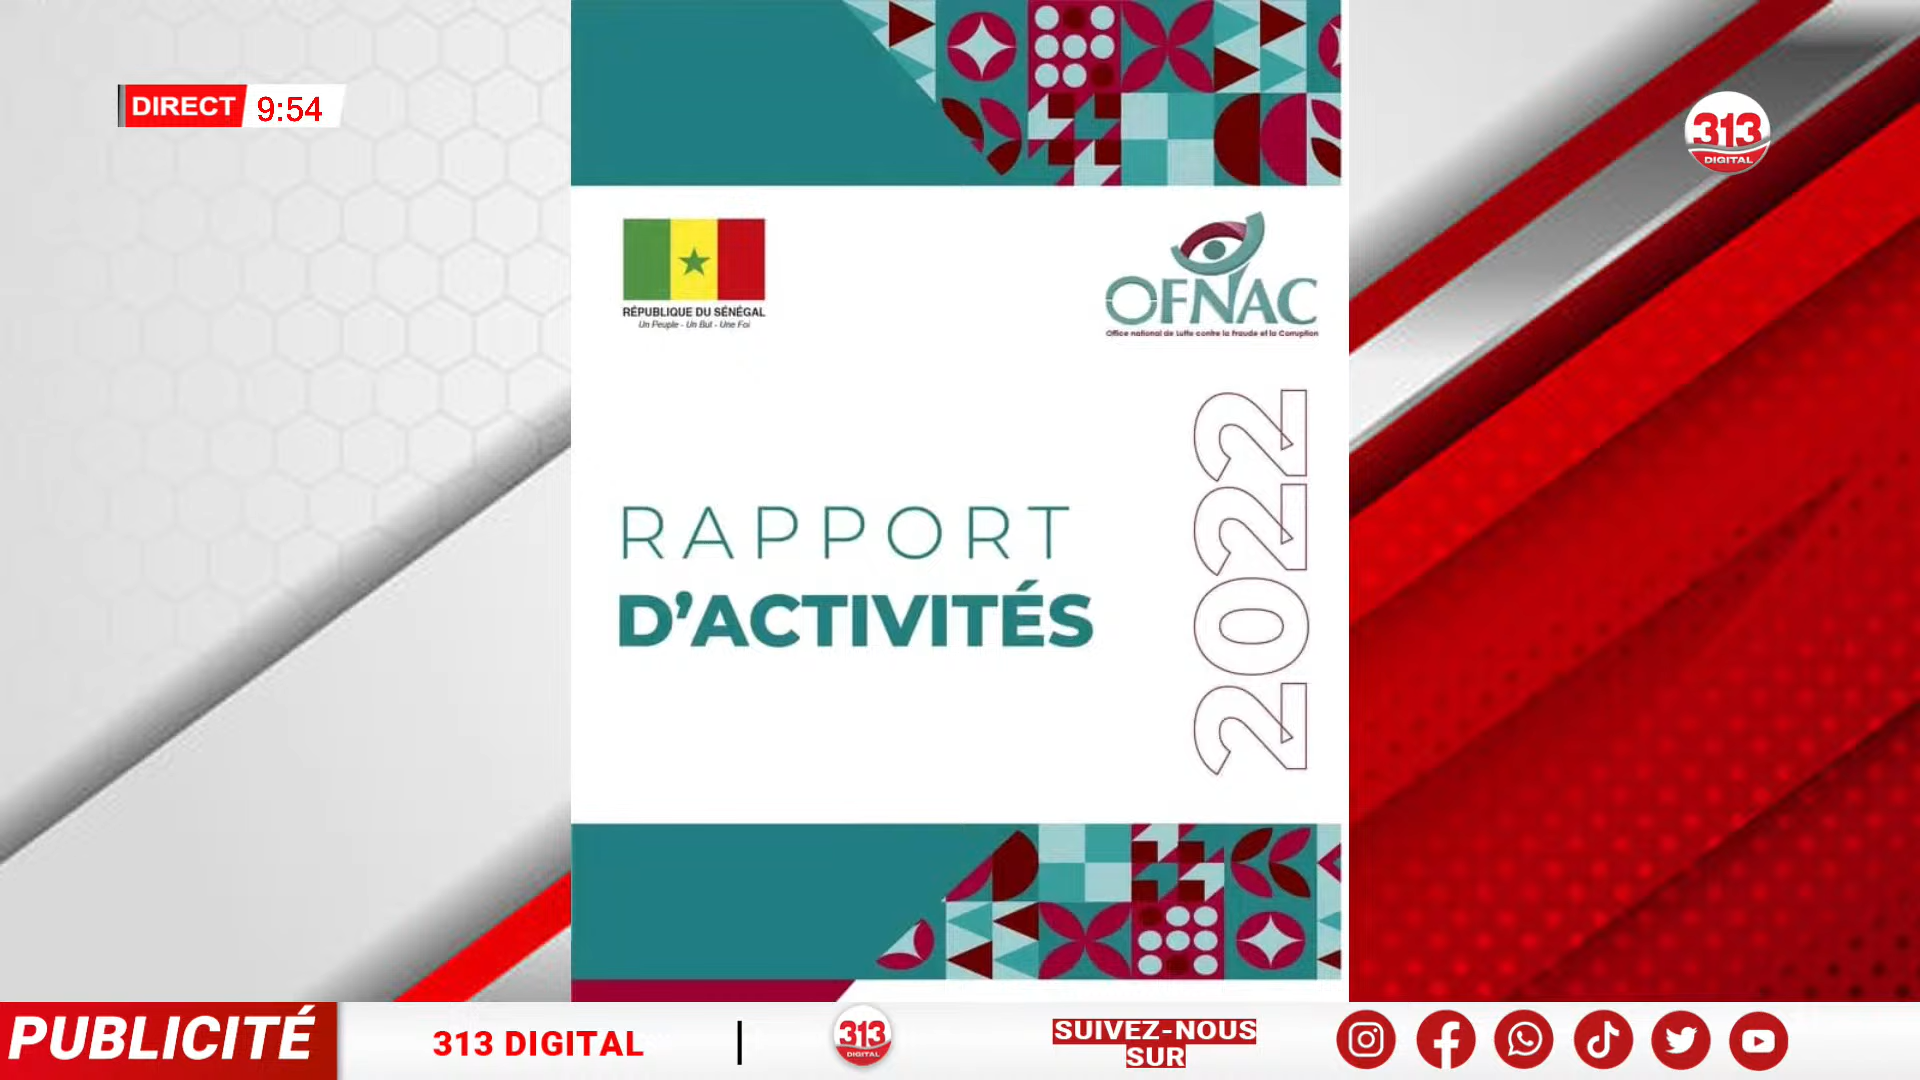 DIRECT 9:54
313
DIGITAL
RÉPUBLIQUE DU SÉNÉGAL
Un Peuple - Un But - Une Foi
OFNAC
Office national de Lutte contre la Fraude et la Corruption
2022
RAPPORT
D'ACTIVITÉS
PUBLICITÉ
313 DIGITAL
313
DIGITAL
SUIVEZ-NOUS
SUR